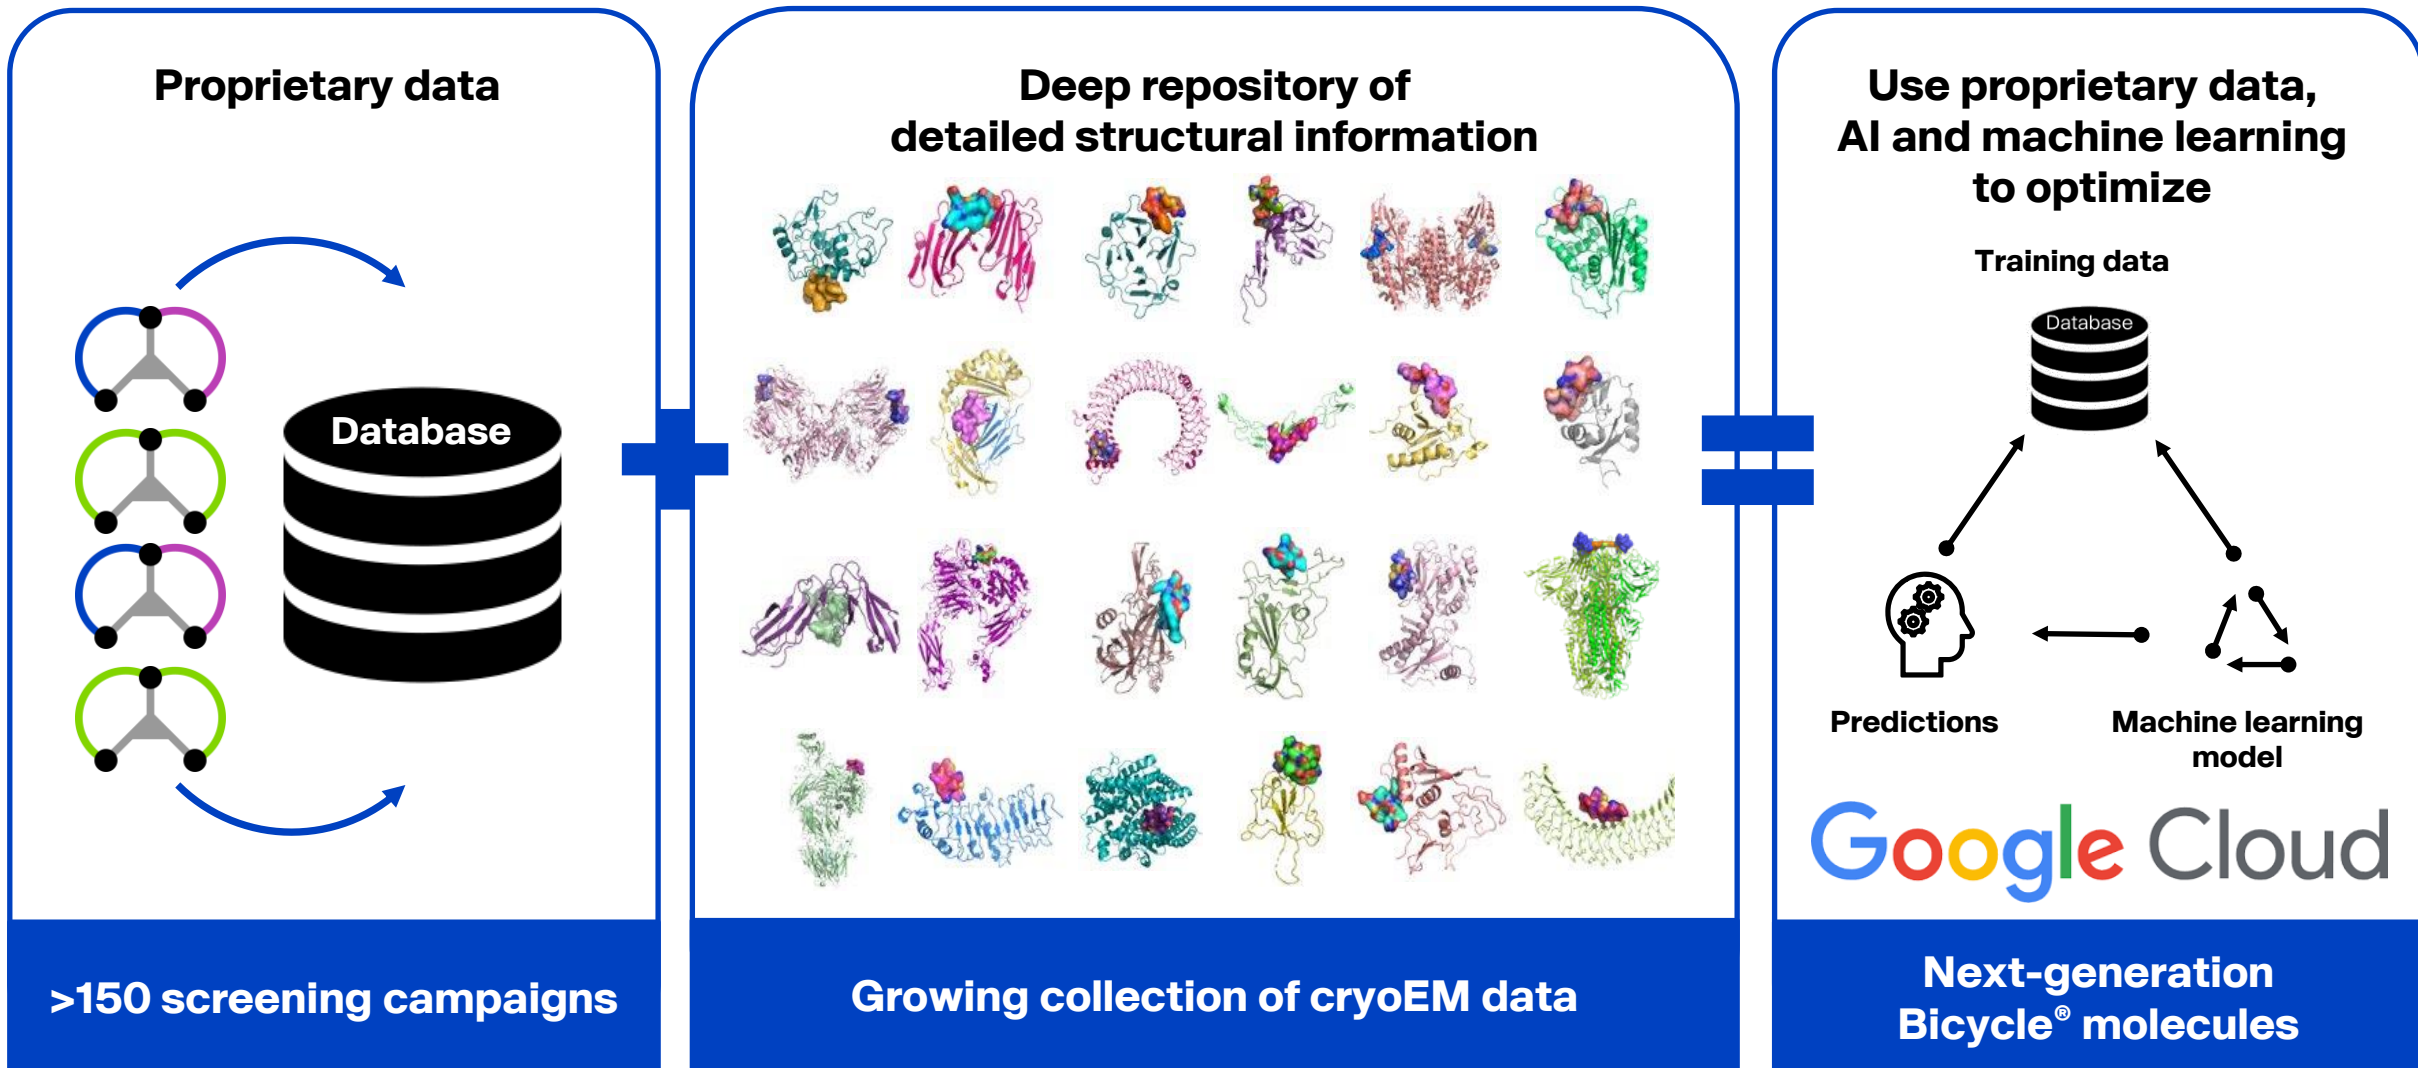 Proprietary data
Database
>150 screening campaigns
Deep repository of
detailed structural information
Growing collection of cryoEM data
Use proprietary data,
AI and machine learning
to optimize
Training data
Database
Predictions
Machine learning
model
Google Cloud
Next-generation
Bicycle® molecules